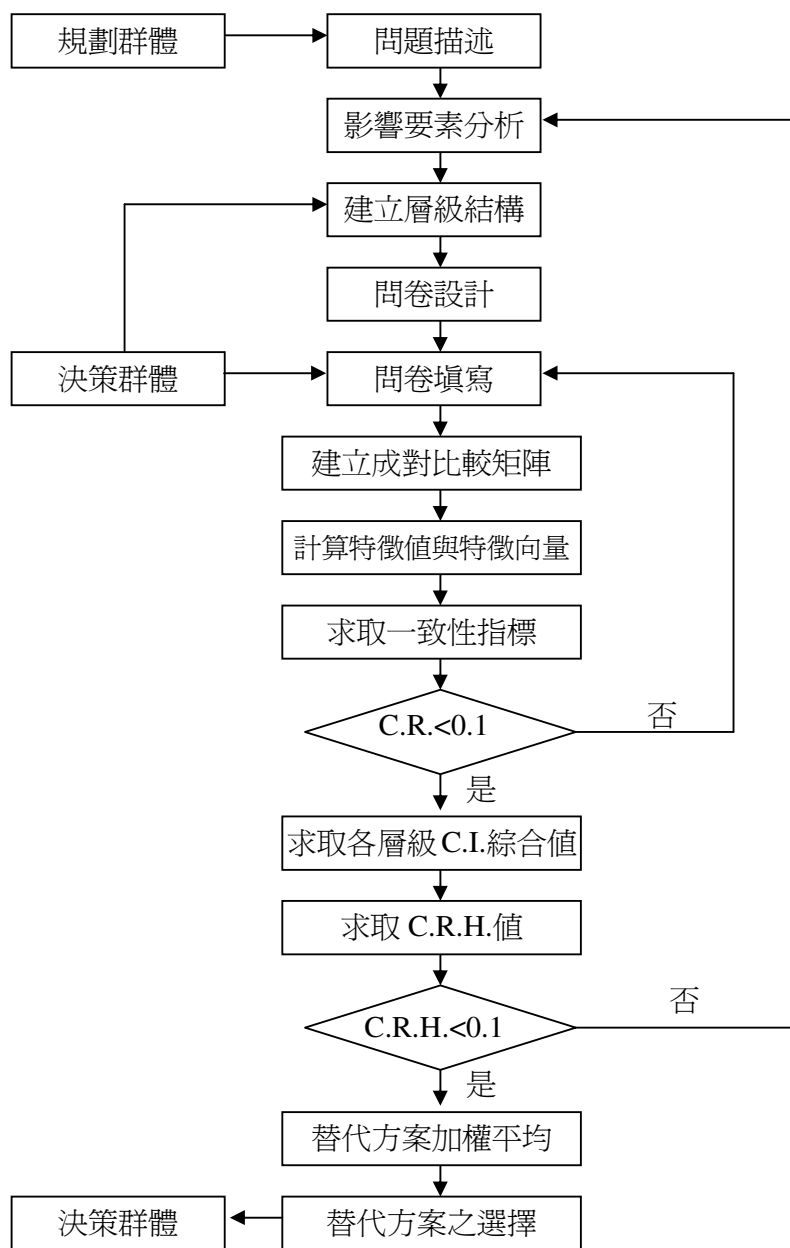 規劃群體
問題描述
影響要素分析
建立層級結構
問卷設計
決策群體
問卷填寫
建立成對比較矩陣
計算特徵值與特徵向量
求取一致性指標
C.R.<0.1
否
是
求取各層級 C.I.綜合值
求取 C.R.H.值
C.R.H.<0.1
否
是
替代方案加權平均
決策群體
替代方案之選擇